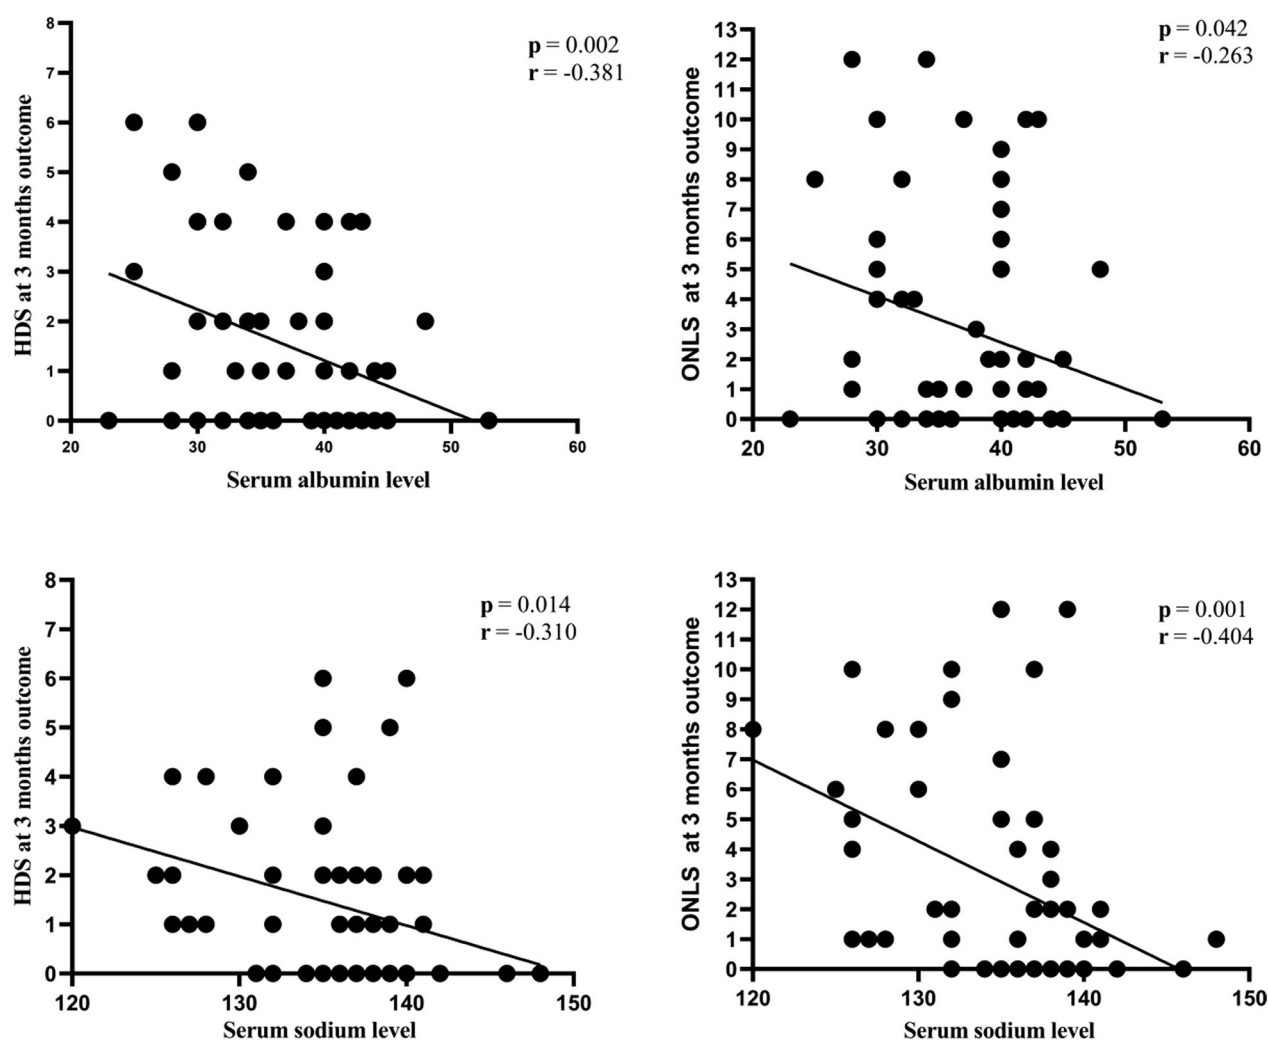 8
7
6
5
4
3
2
1
0
HDS at 3 months outcome
p = 0.002
r = -0.381
20 30 40 50 60
Serum albumin level
13
12
11
10
9
8
7
6
5
4
3
2
1
0
ONLS at 3 months outcome
p = 0.042
r = -0.263
20 30 40 50 60
Serum albumin level
8
7
6
5
4
3
2
1
0
HDS at 3 months outcome
p = 0.014
r = -0.310
120 130 140 150
Serum sodium level
13
12
11
10
9
8
7
6
5
4
3
2
1
0
ONLS at 3 months outcome
p = 0.001
r = -0.404
120 130 140 150
Serum sodium level